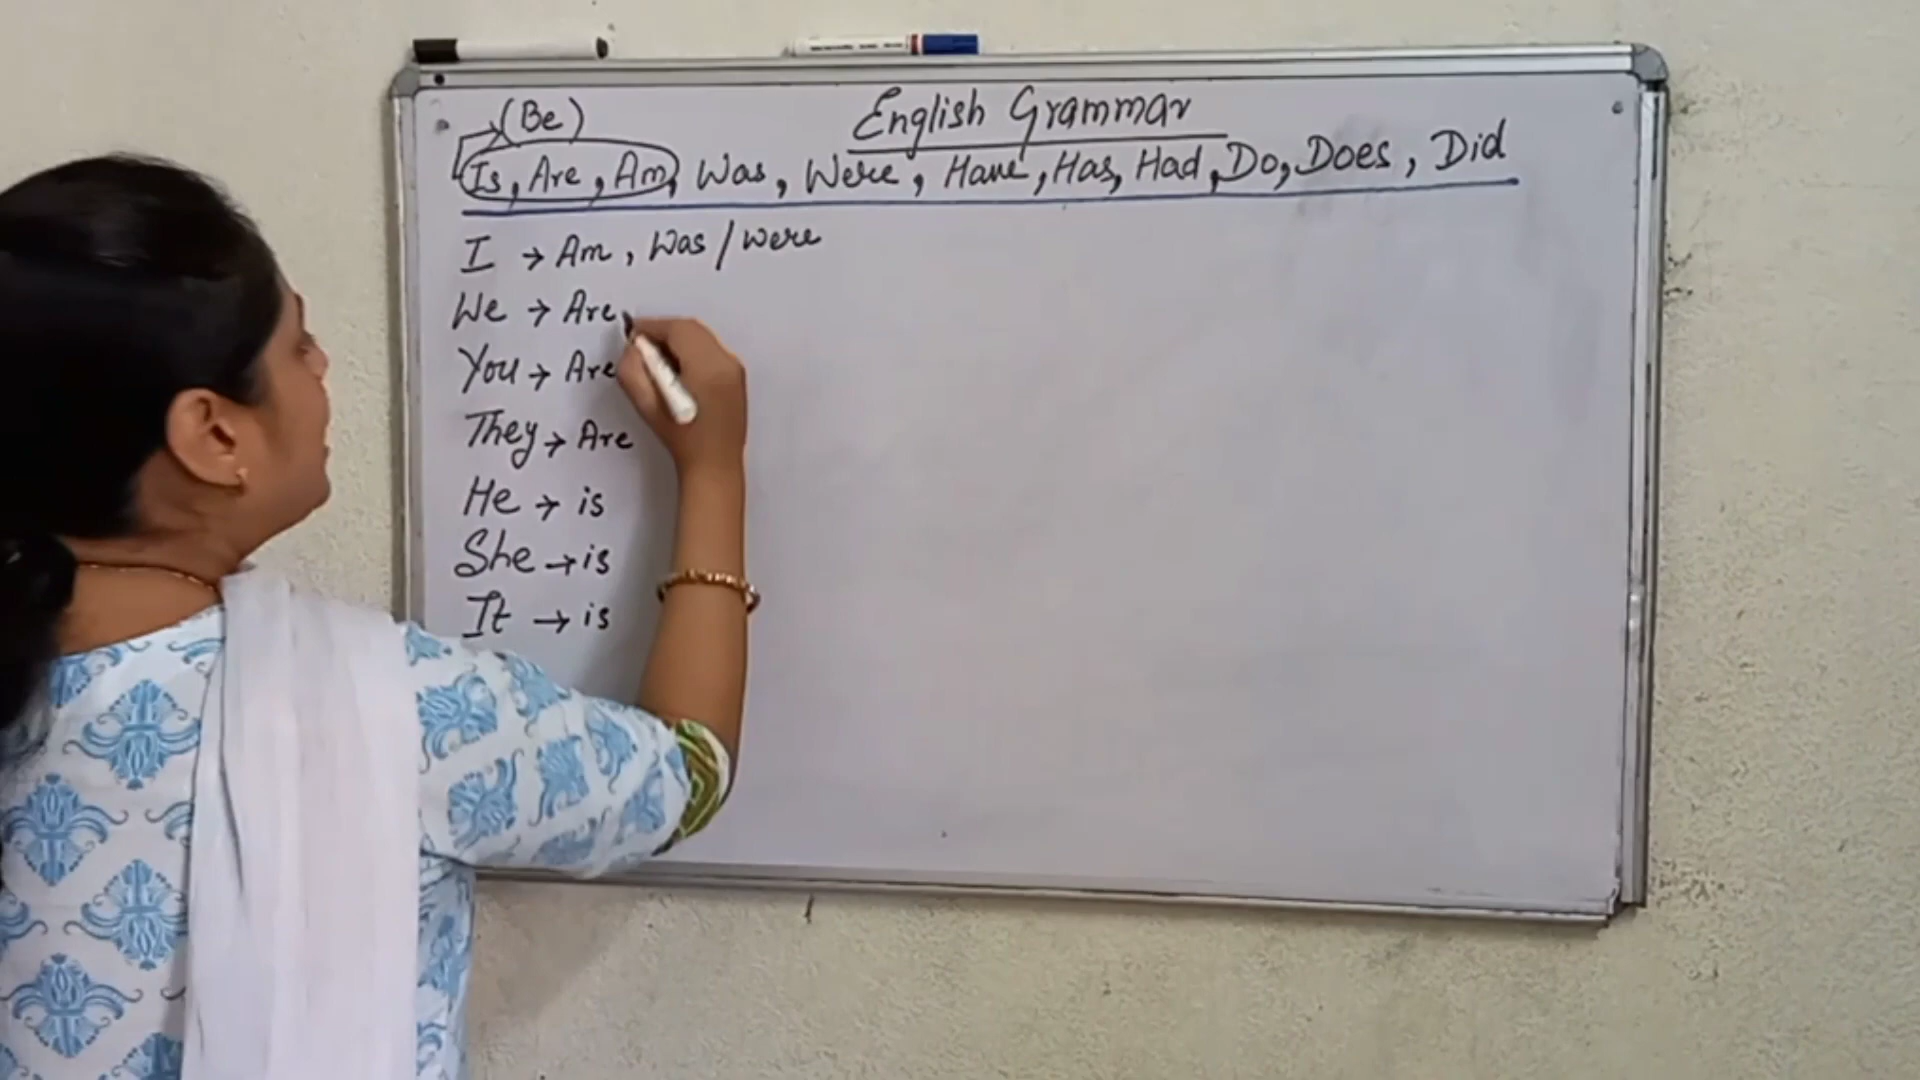 (Be)
English Grammar
Is, Are, Am, Was, Were, Have, Has, Had, Do, Does, Did
I → Am, Was / Were
We → Are
You → Are
They → Are
He → is
She → is
It → is